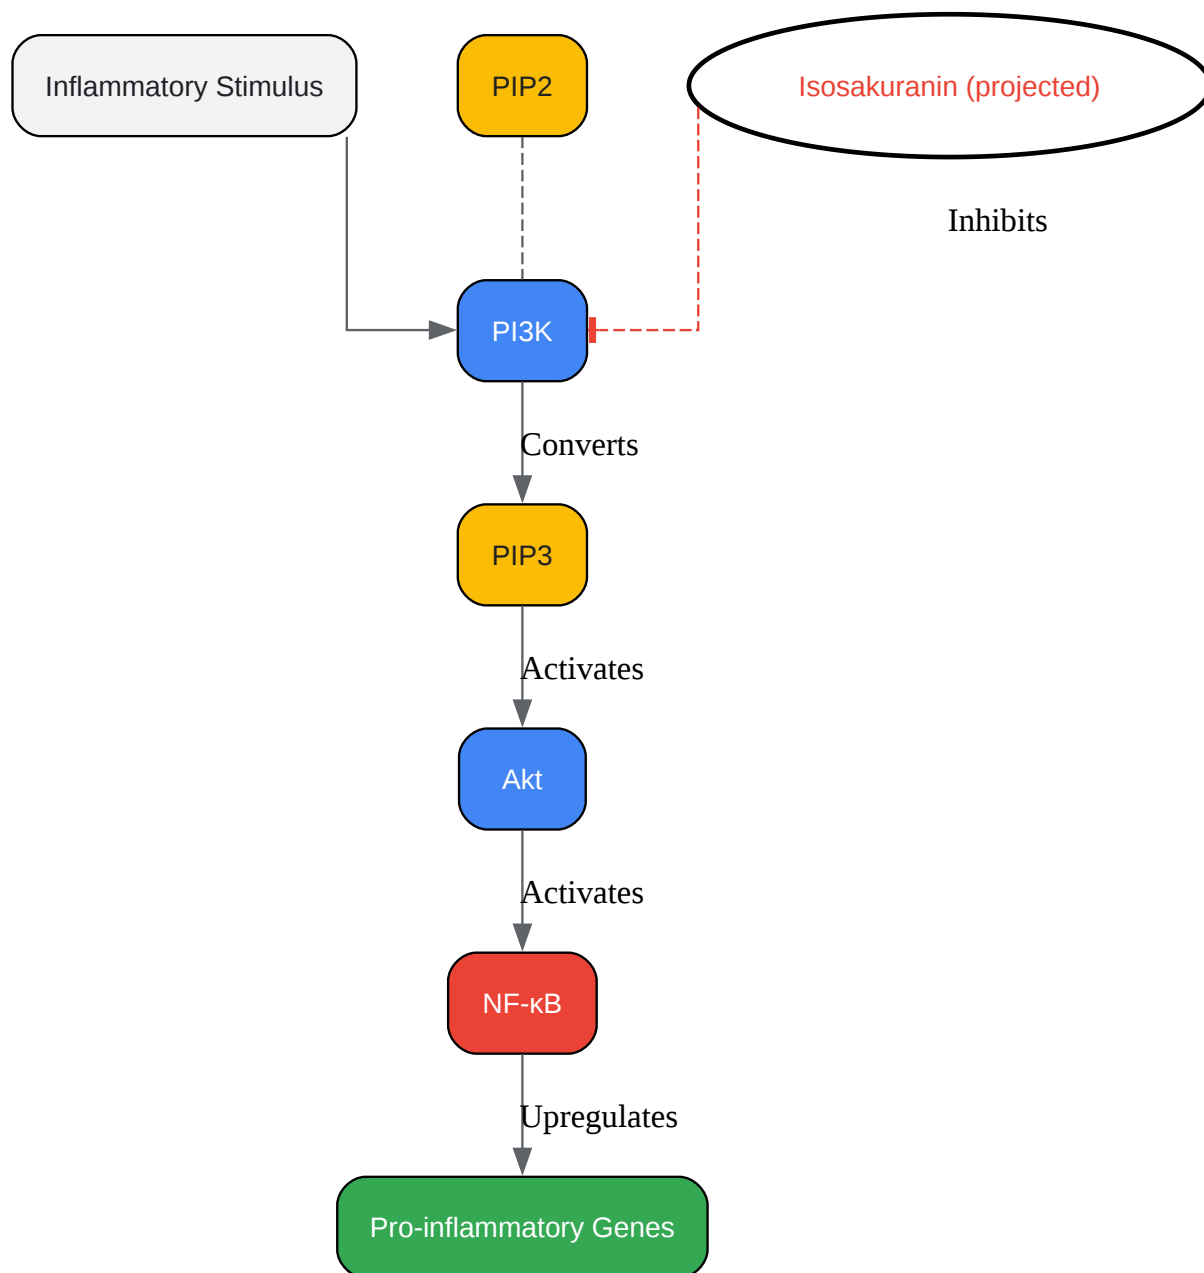 Inflammatory Stimulus
PIP2
Isosakuranin (projected)
Inhibits
PI3K
Converts
PIP3
Activates
Akt
Activates
NF-κB
Upregulates
Pro-inflammatory Genes